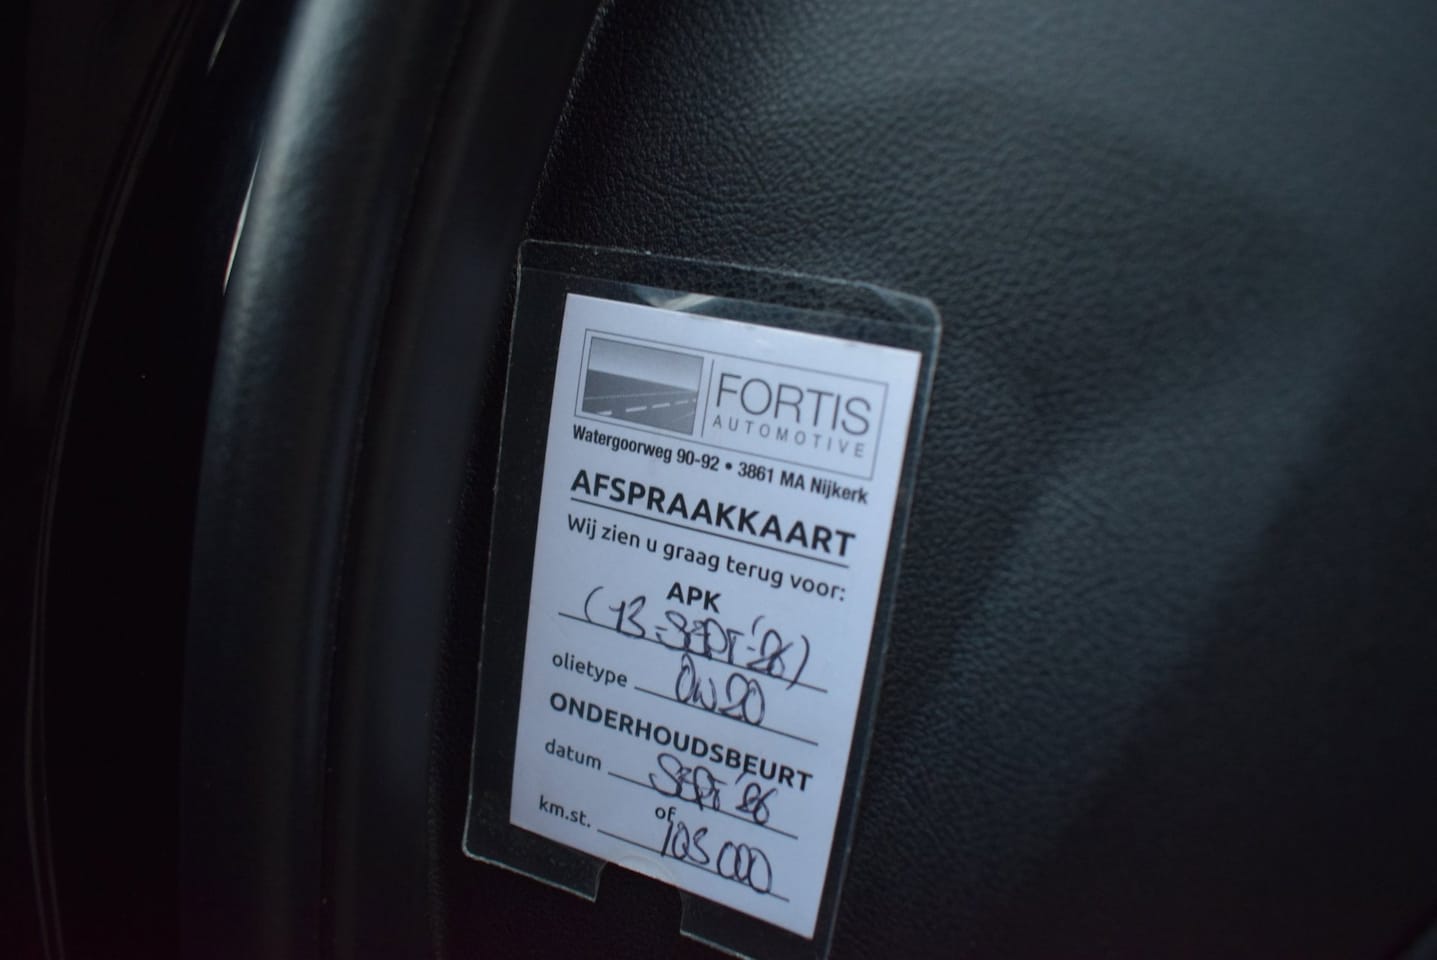 FORTIS
AUTOMOTIVE
Watergoorweg 90-92 • 3861 MA Nijkerk
AFSPRAAKKAART
Wij zien u graag terug voor:
APK
(13-SEPT-'26)
olietype 0W20
ONDERHOUDSBEURT
datum SEPT '26
of
km.st. 103 000